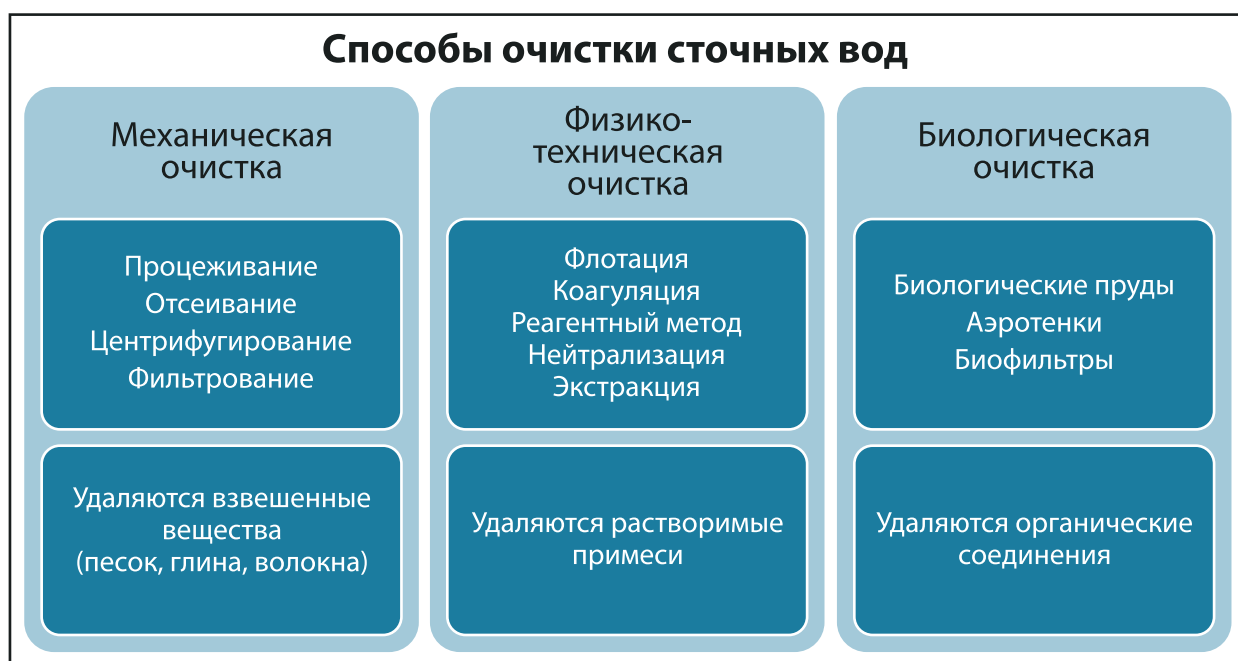 Способы очистки сточных вод
Механическая
очистка
Процеживание
Отсеивание
Центрифугирование
Фильтрование
Удаляются взвешенные
вещества
(песок, глина, волокна)
Физико-
техническая
очистка
Флотация
Коагуляция
Реагентный метод
Нейтрализация
Экстракция
Удаляются растворимые
примеси
Биологическая
очистка
Биологические пруды
Аэротенки
Биофильтры
Удаляются органические
соединения